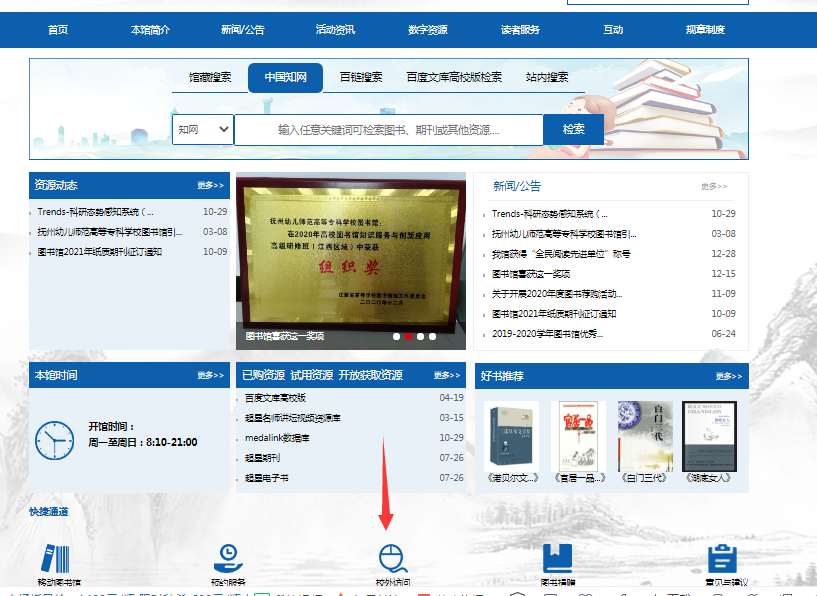 首页 本馆简介 新闻/公告 活动资讯 数字资源 读者服务 互动 规章制度
馆藏搜索 中国知网 百链搜索 百度文库高校版检索 站内搜索
知网 输入任意关键词可检索图书、期刊或其他资源.... 检索
资源动态 更多>>
Trends-科研态势感知系统（... 10-29
抚州幼儿师范高等专科学校图书馆引... 03-08
图书馆2021年纸质期刊征订通知 10-09
抚州幼儿师范高等专科学校图书馆：
在2020年高校图书馆知识服务与创新应用
高级研修班（江西区域）中荣获
组织奖
二〇二〇年十二月
图书馆喜获这一奖项
新闻/公告 更多>>
Trends-科研态势感知系统（... 10-29
抚州幼儿师范高等专科学校图书馆引... 03-08
我馆获得“全民阅读先进单位”称号 12-28
图书馆喜获这一奖项 12-15
关于开展2020年度图书荐购活动... 11-09
图书馆2021年纸质期刊征订通知 10-09
2019-2020学年图书馆优秀... 06-24
本馆时间 更多>>
开馆时间：
周一至周日：8:10-21:00
已购资源 试用资源 开放获取资源 更多>>
百度文库高校版 04-19
超星名师讲坛视频资源库 03-15
medalink数据库 10-29
超星期刊 07-26
超星电子书 07-26
好书推荐 更多>>
官居一品
白门三代
RAYMOND
CHANDLER
《诺贝尔文...》 《官居一品...》 《白门三代》 《湖底女人》
快捷通道
移动图书馆 预约服务 校外访问 图书捐赠 意见与建议